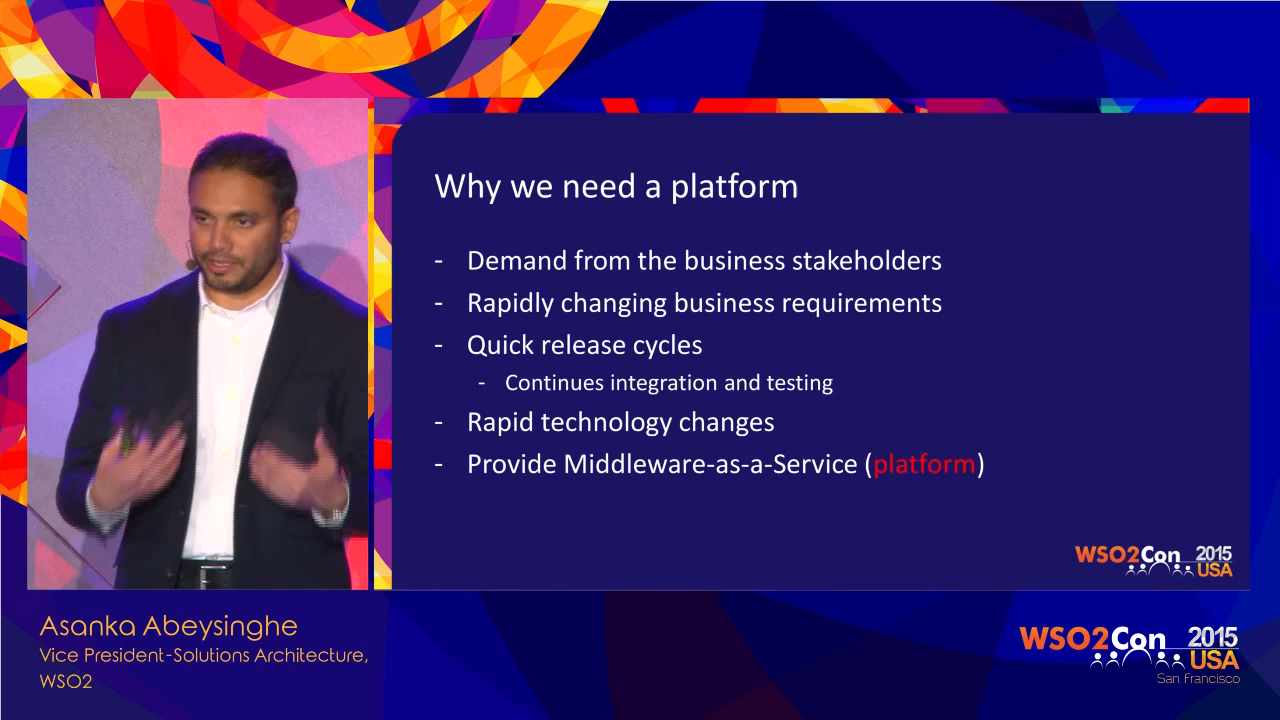 Why we need a platform
- Demand from the business stakeholders
- Rapidly changing business requirements
- Quick release cycles
- Continues integration and testing
- Rapid technology changes
- Provide Middleware-as-a-Service (platform)
WSO2Con 2015
USA
Asanka Abeysinghe
Vice President-Solutions Architecture,
WSO2
WSO2Con 2015
USA
San Francisco